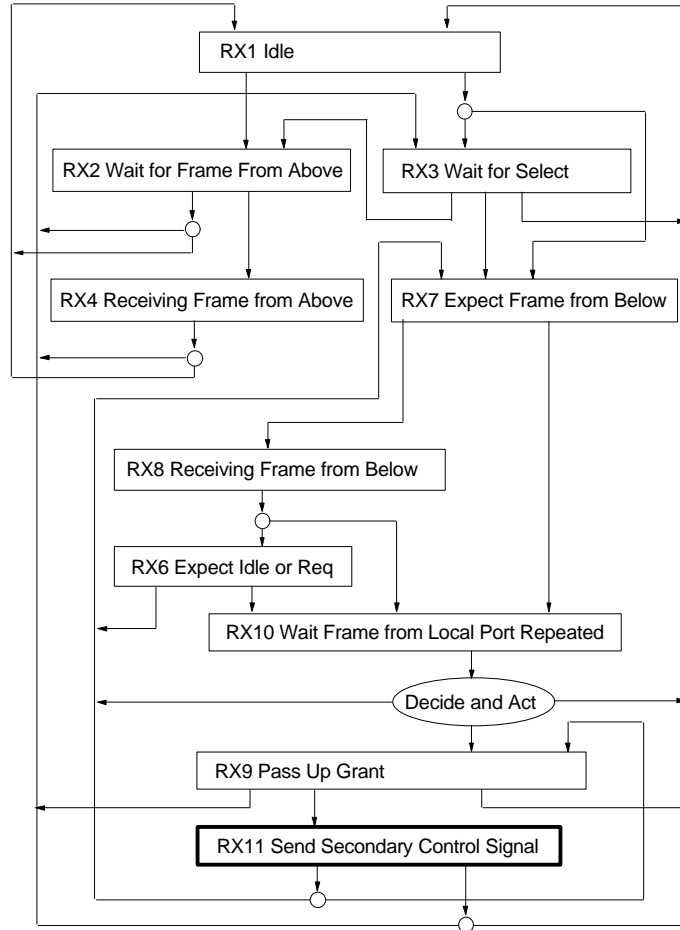 RX1 Idle
RX2 Wait for Frame From Above
RX3 Wait for Select
RX4 Receiving Frame from Above
RX7 Expect Frame from Below
RX8 Receiving Frame from Below
RX6 Expect Idle or Req
RX10 Wait Frame from Local Port Repeated
Decide and Act
RX9 Pass Up Grant
RX11 Send Secondary Control Signal